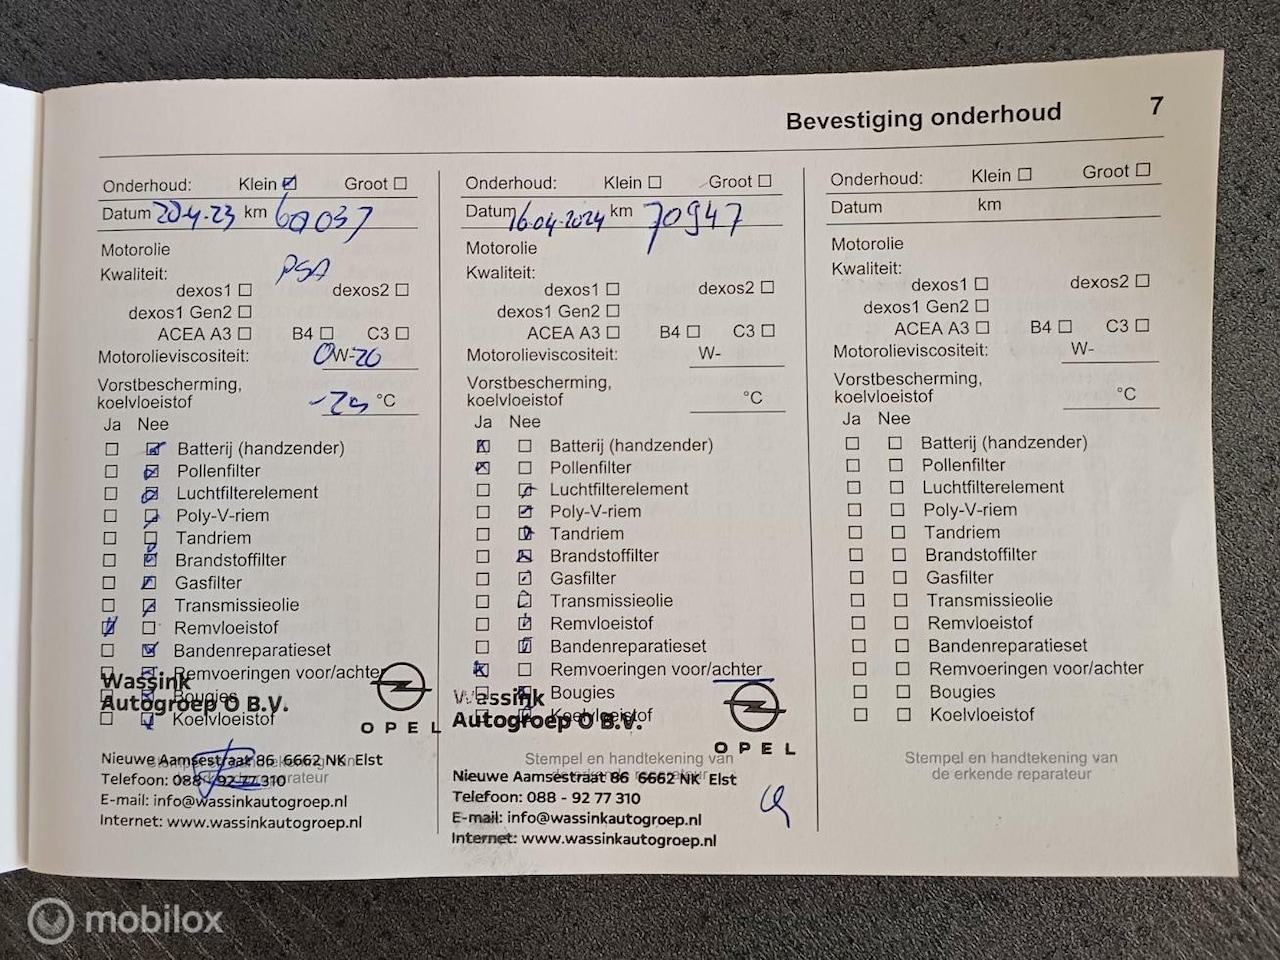 Bevestiging onderhoud 7
Onderhoud: Klein Groot
Datum 20-4-23 km 60037
Motorolie
Kwaliteit: PSA
dexos1 dexos2
dexos1 Gen2
ACEA A3 B4 C3
Motorolieviscositeit: 0W-20
Vorstbescherming,
koelvloeistof °C
Ja Nee
Batterij (handzender)
Pollenfilter
Luchtfilterelement
Poly-V-riem
Tandriem
Brandstoffilter
Gasfilter
Transmissieolie
Remvloeistof
Bandenreparatieset
Remvoeringen voor/achter
Bougies
Koelvloeistof
Wassink
Autogroep O B.V.
OPEL
Nieuwe Aamsestraat 86 6662 NK Elst
Telefoon: 088 - 92 77 310
E-mail: info@wassinkautogroep.nl
Internet: www.wassinkautogroep.nl
Onderhoud: Klein Groot
Datum 16-04-2024 km 70947
Motorolie
Kwaliteit:
dexos1 dexos2
dexos1 Gen2
ACEA A3 B4 C3
Motorolieviscositeit: W-
Vorstbescherming,
koelvloeistof °C
Ja Nee
Batterij (handzender)
Pollenfilter
Luchtfilterelement
Poly-V-riem
Tandriem
Brandstoffilter
Gasfilter
Transmissieolie
Remvloeistof
Bandenreparatieset
Remvoeringen voor/achter
Bougies
Koelvloeistof
Wassink
Autogroep O B.V.
OPEL
Stempel en handtekening van
de erkende reparateur
Nieuwe Aamsestraat 86 6662 NK Elst
Telefoon: 088 - 92 77 310
E-mail: info@wassinkautogroep.nl
Internet: www.wassinkautogroep.nl
Onderhoud: Klein Groot
Datum km
Motorolie
Kwaliteit:
dexos1 dexos2
dexos1 Gen2
ACEA A3 B4 C3
Motorolieviscositeit: W-
Vorstbescherming,
koelvloeistof °C
Ja Nee
Batterij (handzender)
Pollenfilter
Luchtfilterelement
Poly-V-riem
Tandriem
Brandstoffilter
Gasfilter
Transmissieolie
Remvloeistof
Bandenreparatieset
Remvoeringen voor/achter
Bougies
Koelvloeistof
Stempel en handtekening van
de erkende reparateur
mobilox